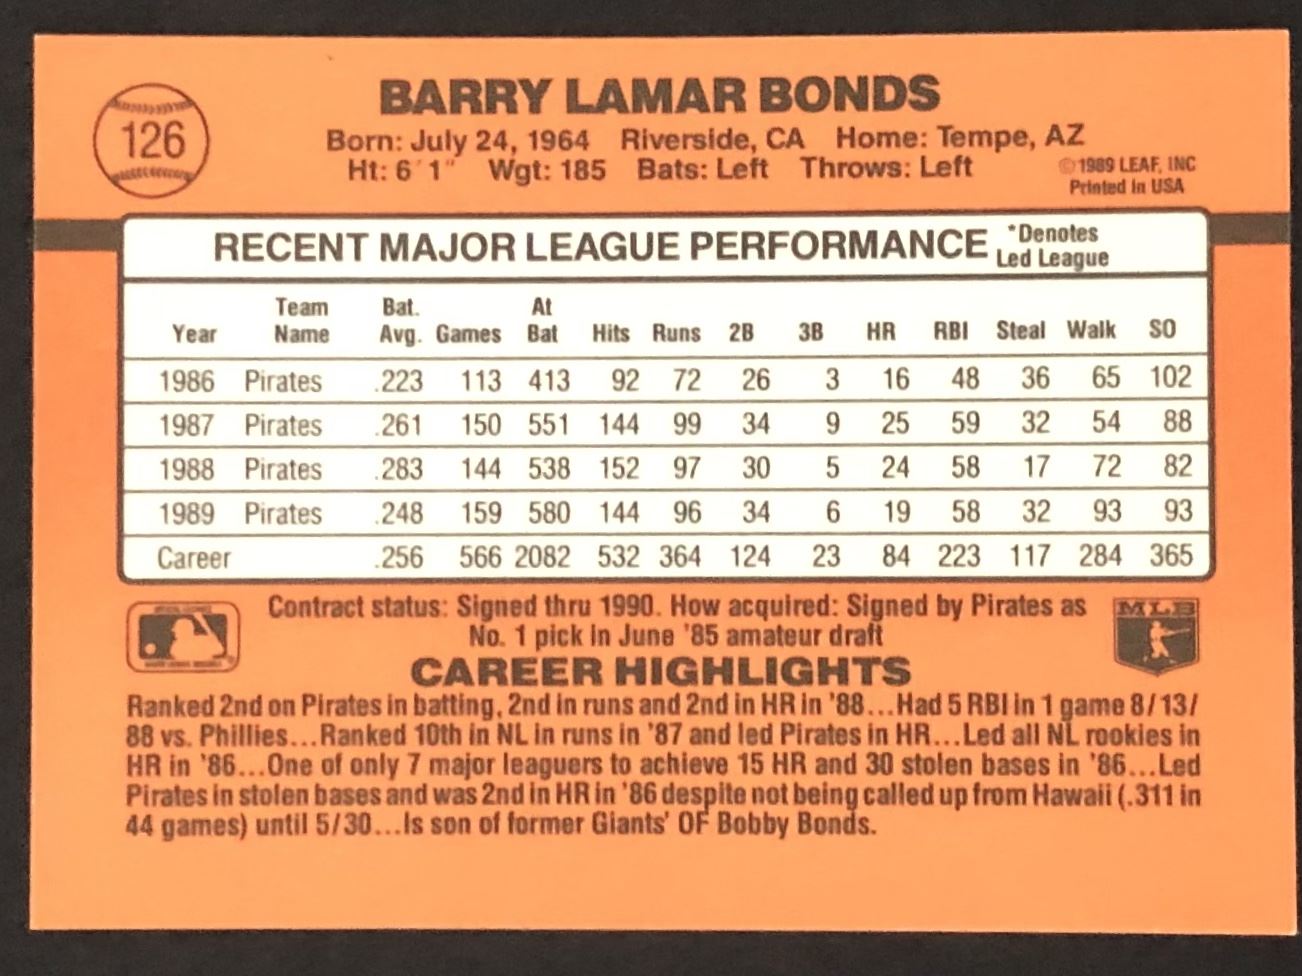 126
BARRY LAMAR BONDS
Born: July 24, 1964 Riverside, CA Home: Tempe, AZ
Ht: 6' 1" Wgt: 185 Bats: Left Throws: Left
© 1989 LEAF, INC
Printed in USA
RECENT MAJOR LEAGUE PERFORMANCE
*Denotes
Led League
Year Team Name Bat. Avg. Games At Bat Hits Runs 2B 3B HR RBI Steal Walk SO
1986 Pirates .223 113 413 92 72 26 3 16 48 36 65 102
1987 Pirates .261 150 551 144 99 34 9 25 59 32 54 88
1988 Pirates .283 144 538 152 97 30 5 24 58 17 72 82
1989 Pirates .248 159 580 144 96 34 6 19 58 32 93 93
Career .256 566 2082 532 364 124 23 84 223 117 284 365
Contract status: Signed thru 1990. How acquired: Signed by Pirates as
No. 1 pick in June '85 amateur draft
MLB
CAREER HIGHLIGHTS
Ranked 2nd on Pirates in batting, 2nd in runs and 2nd in HR in '88...Had 5 RBI in 1 game 8/13/
88 vs. Phillies...Ranked 10th in NL in runs in '87 and led Pirates in HR...Led all NL rookies in
HR in '86...One of only 7 major leaguers to achieve 15 HR and 30 stolen bases in '86...Led
Pirates in stolen bases and was 2nd in HR in '86 despite not being called up from Hawaii (.311 in
44 games) until 5/30...Is son of former Giants' OF Bobby Bonds.